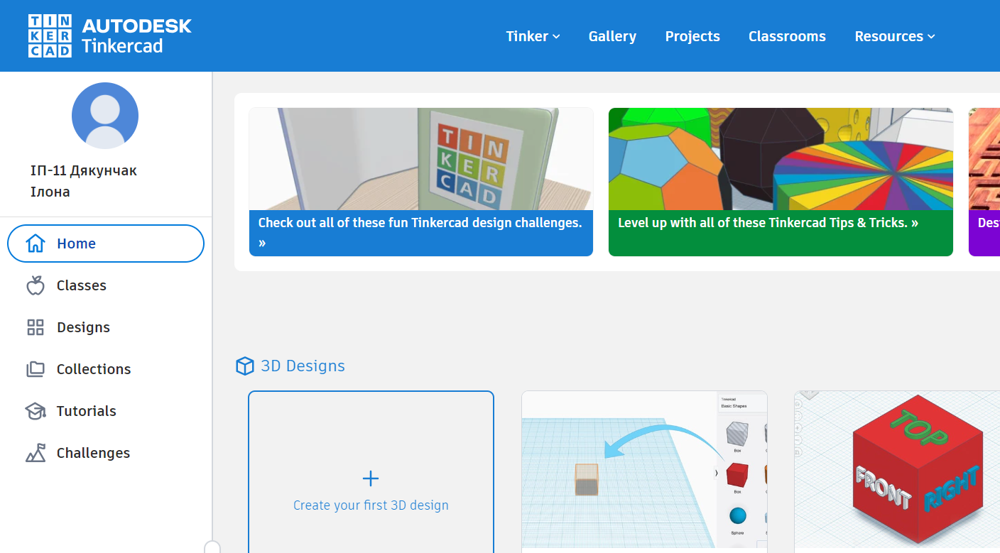 TIN
KER
CAD
AUTODESK
Tinkercad
Tinker
Gallery
Projects
Classrooms
Resources
ІП-11 Дякунчак
Ілона
Home
Classes
Designs
Collections
Tutorials
Challenges
TIN
KER
CAD
Check out all of these fun Tinkercad design challenges.
»
Level up with all of these Tinkercad Tips & Tricks. »
3D Designs
Create your first 3D design
Tinkercad
Basic Shapes
Box
Box
Sphere
TOP
FRONT
RIGHT